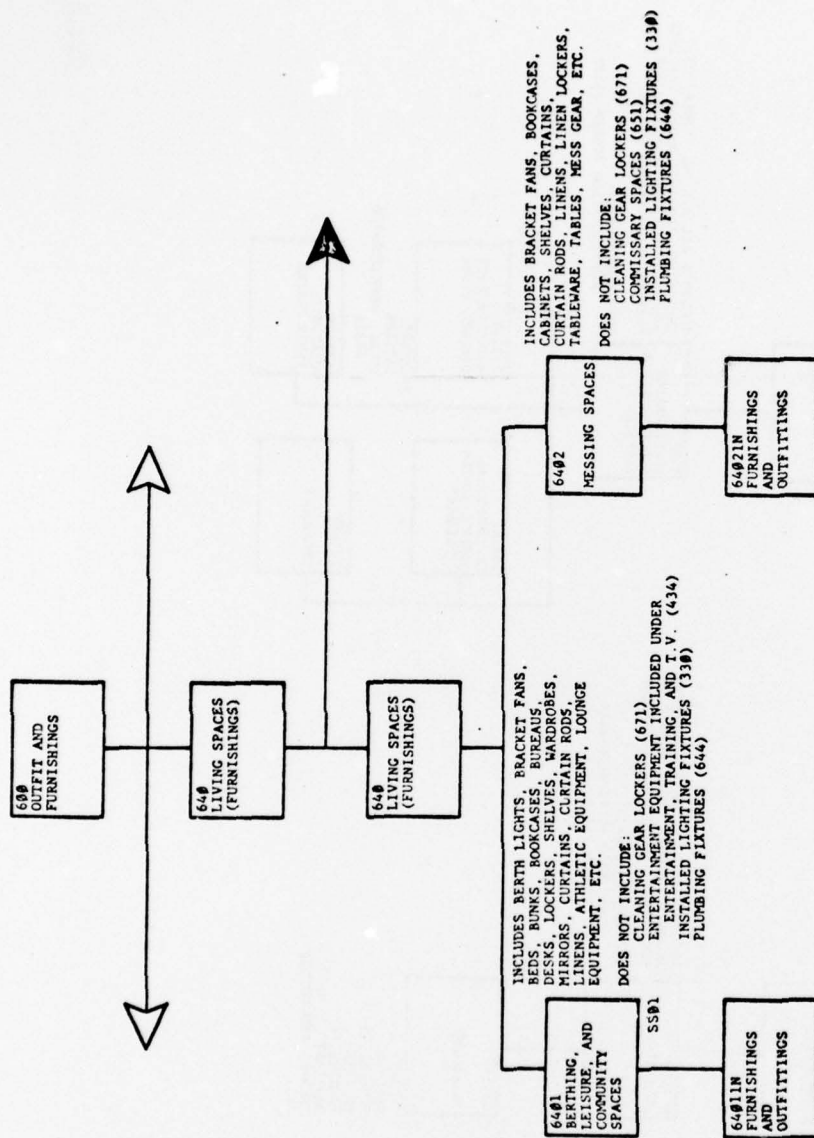 600
OUTFIT AND
FURNISHINGS
640
LIVING SPACES
(FURNISHINGS)
640
LIVING SPACES
(FURNISHINGS)
6401
BERTHING,
LEISURE, AND
COMMUNITY
SPACES
INCLUDES BERTH LIGHTS, BRACKET FANS,
BEDS, BUNKS, BOOKCASES, BUREAUS,
DESKS, LOCKERS, SHELVES, WARDROBES,
MIRRORS, CURTAINS, CURTAIN RODS,
LINENS, ATHLETIC EQUIPMENT, LOUNGE
EQUIPMENT, ETC.
DOES NOT INCLUDE:
CLEANING GEAR LOCKERS (671)
ENTERTAINMENT EQUIPMENT INCLUDED UNDER
ENTERTAINMENT, TRAINING, AND T.V. (434)
INSTALLED LIGHTING FIXTURES (330)
PLUMBING FIXTURES (644)
SS01
64011N
FURNISHINGS
AND
OUTFITTINGS
6402
MESSING SPACES
INCLUDES BRACKET FANS, BOOKCASES,
CABINETS, SHELVES, CURTAINS,
CURTAIN RODS, LINENS, LINEN LOCKERS,
TABLEWARE, TABLES, MESS GEAR, ETC.
DOES NOT INCLUDE:
CLEANING GEAR LOCKERS (671)
COMMISSARY SPACES (651)
INSTALLED LIGHTING FIXTURES (330)
PLUMBING FIXTURES (644)
64021N
FURNISHINGS
AND
OUTFITTINGS